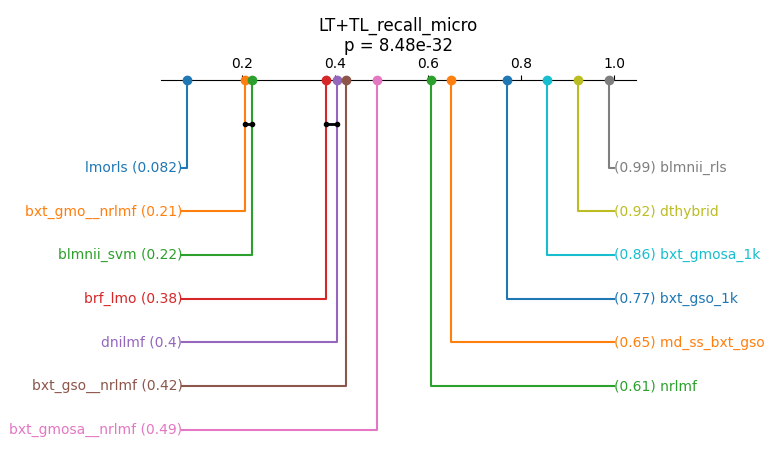 LT+TL_recall_micro
p = 8.48e-32
0.2 0.4 0.6 0.8 1.0
lmorls (0.082) (0.99) blmnii_rls
bxt_gmo__nrlmf (0.21) (0.92) dthybrid
blmnii_svm (0.22) (0.86) bxt_gmosa_1k
brf_lmo (0.38) (0.77) bxt_gso_1k
dnilmf (0.4) (0.65) md_ss_bxt_gso
bxt_gso__nrlmf (0.42) (0.61) nrlmf
bxt_gmosa__nrlmf (0.49)